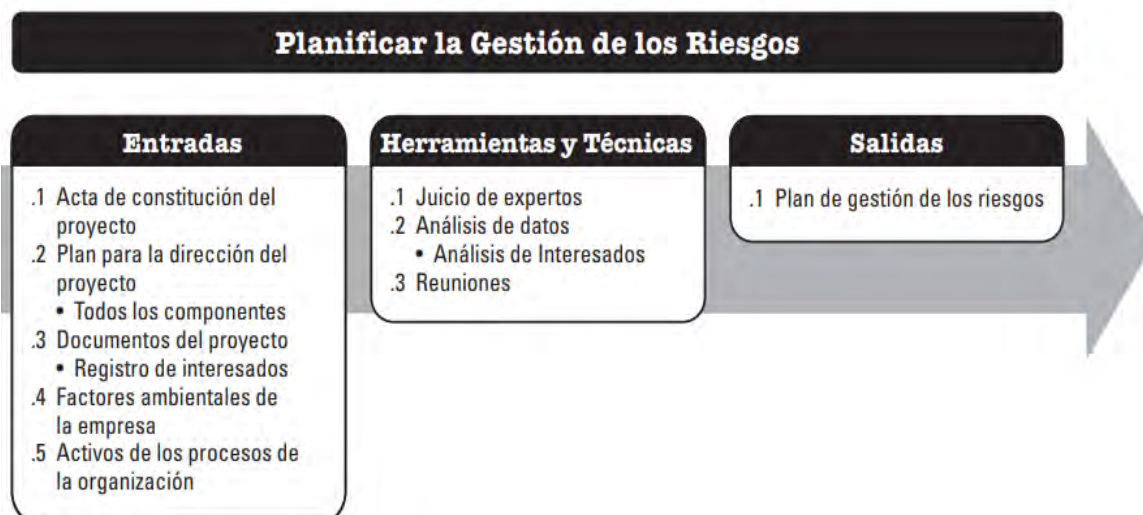 Planificar la Gestión de los Riesgos
Entradas
.1 Acta de constitución del
proyecto
.2 Plan para la dirección del
proyecto
• Todos los componentes
.3 Documentos del proyecto
• Registro de interesados
.4 Factores ambientales de
la empresa
.5 Activos de los procesos de
la organización
Herramientas y Técnicas
.1 Juicio de expertos
.2 Análisis de datos
• Análisis de Interesados
.3 Reuniones
Salidas
.1 Plan de gestión de los riesgos